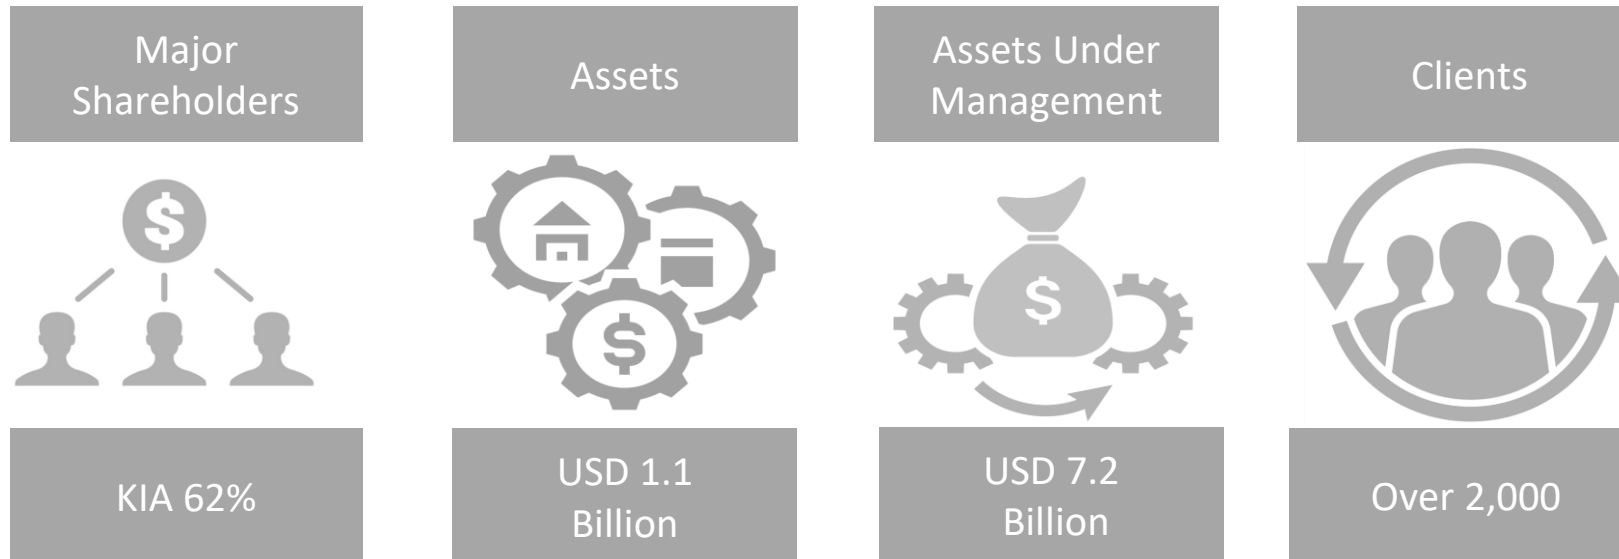 Major
Shareholders
Assets
Assets Under
Management
Clients
$
$
$
KIA 62%
USD 1.1
Billion
USD 7.2
Billion
Over 2,000